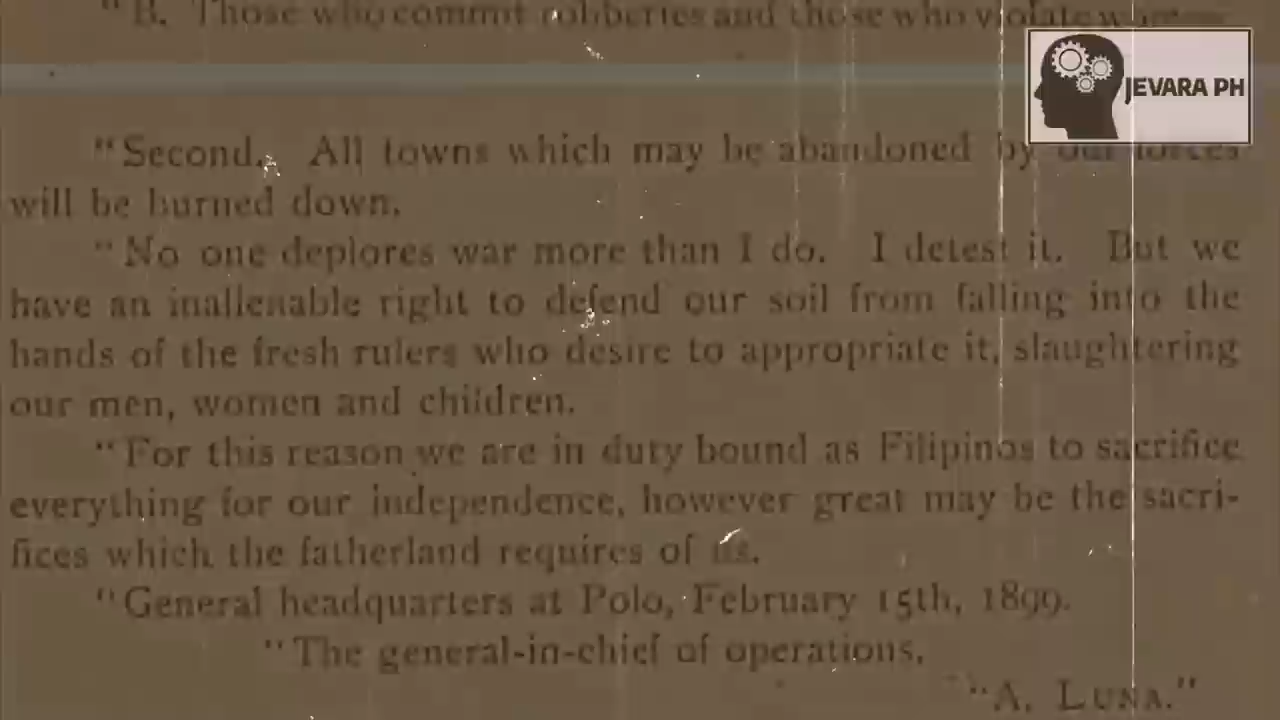 "B. Those who commit robberies and those who violate women
JEVARA PH
"Second. All towns which may be abandoned by our forces
will be burned down.
"No one deplores war more than I do. I detest it. But we
have an inalienable right to defend our soil from falling into the
hands of the fresh rulers who desire to appropriate it, slaughtering
our men, women and children.
"For this reason we are in duty bound as Filipinos to sacrifice
everything for our independence, however great may be the sacri-
fices which the fatherland requires of us.
"General headquarters at Polo, February 15th, 1899.
"The general-in-chief of operations,
"A. LUNA."